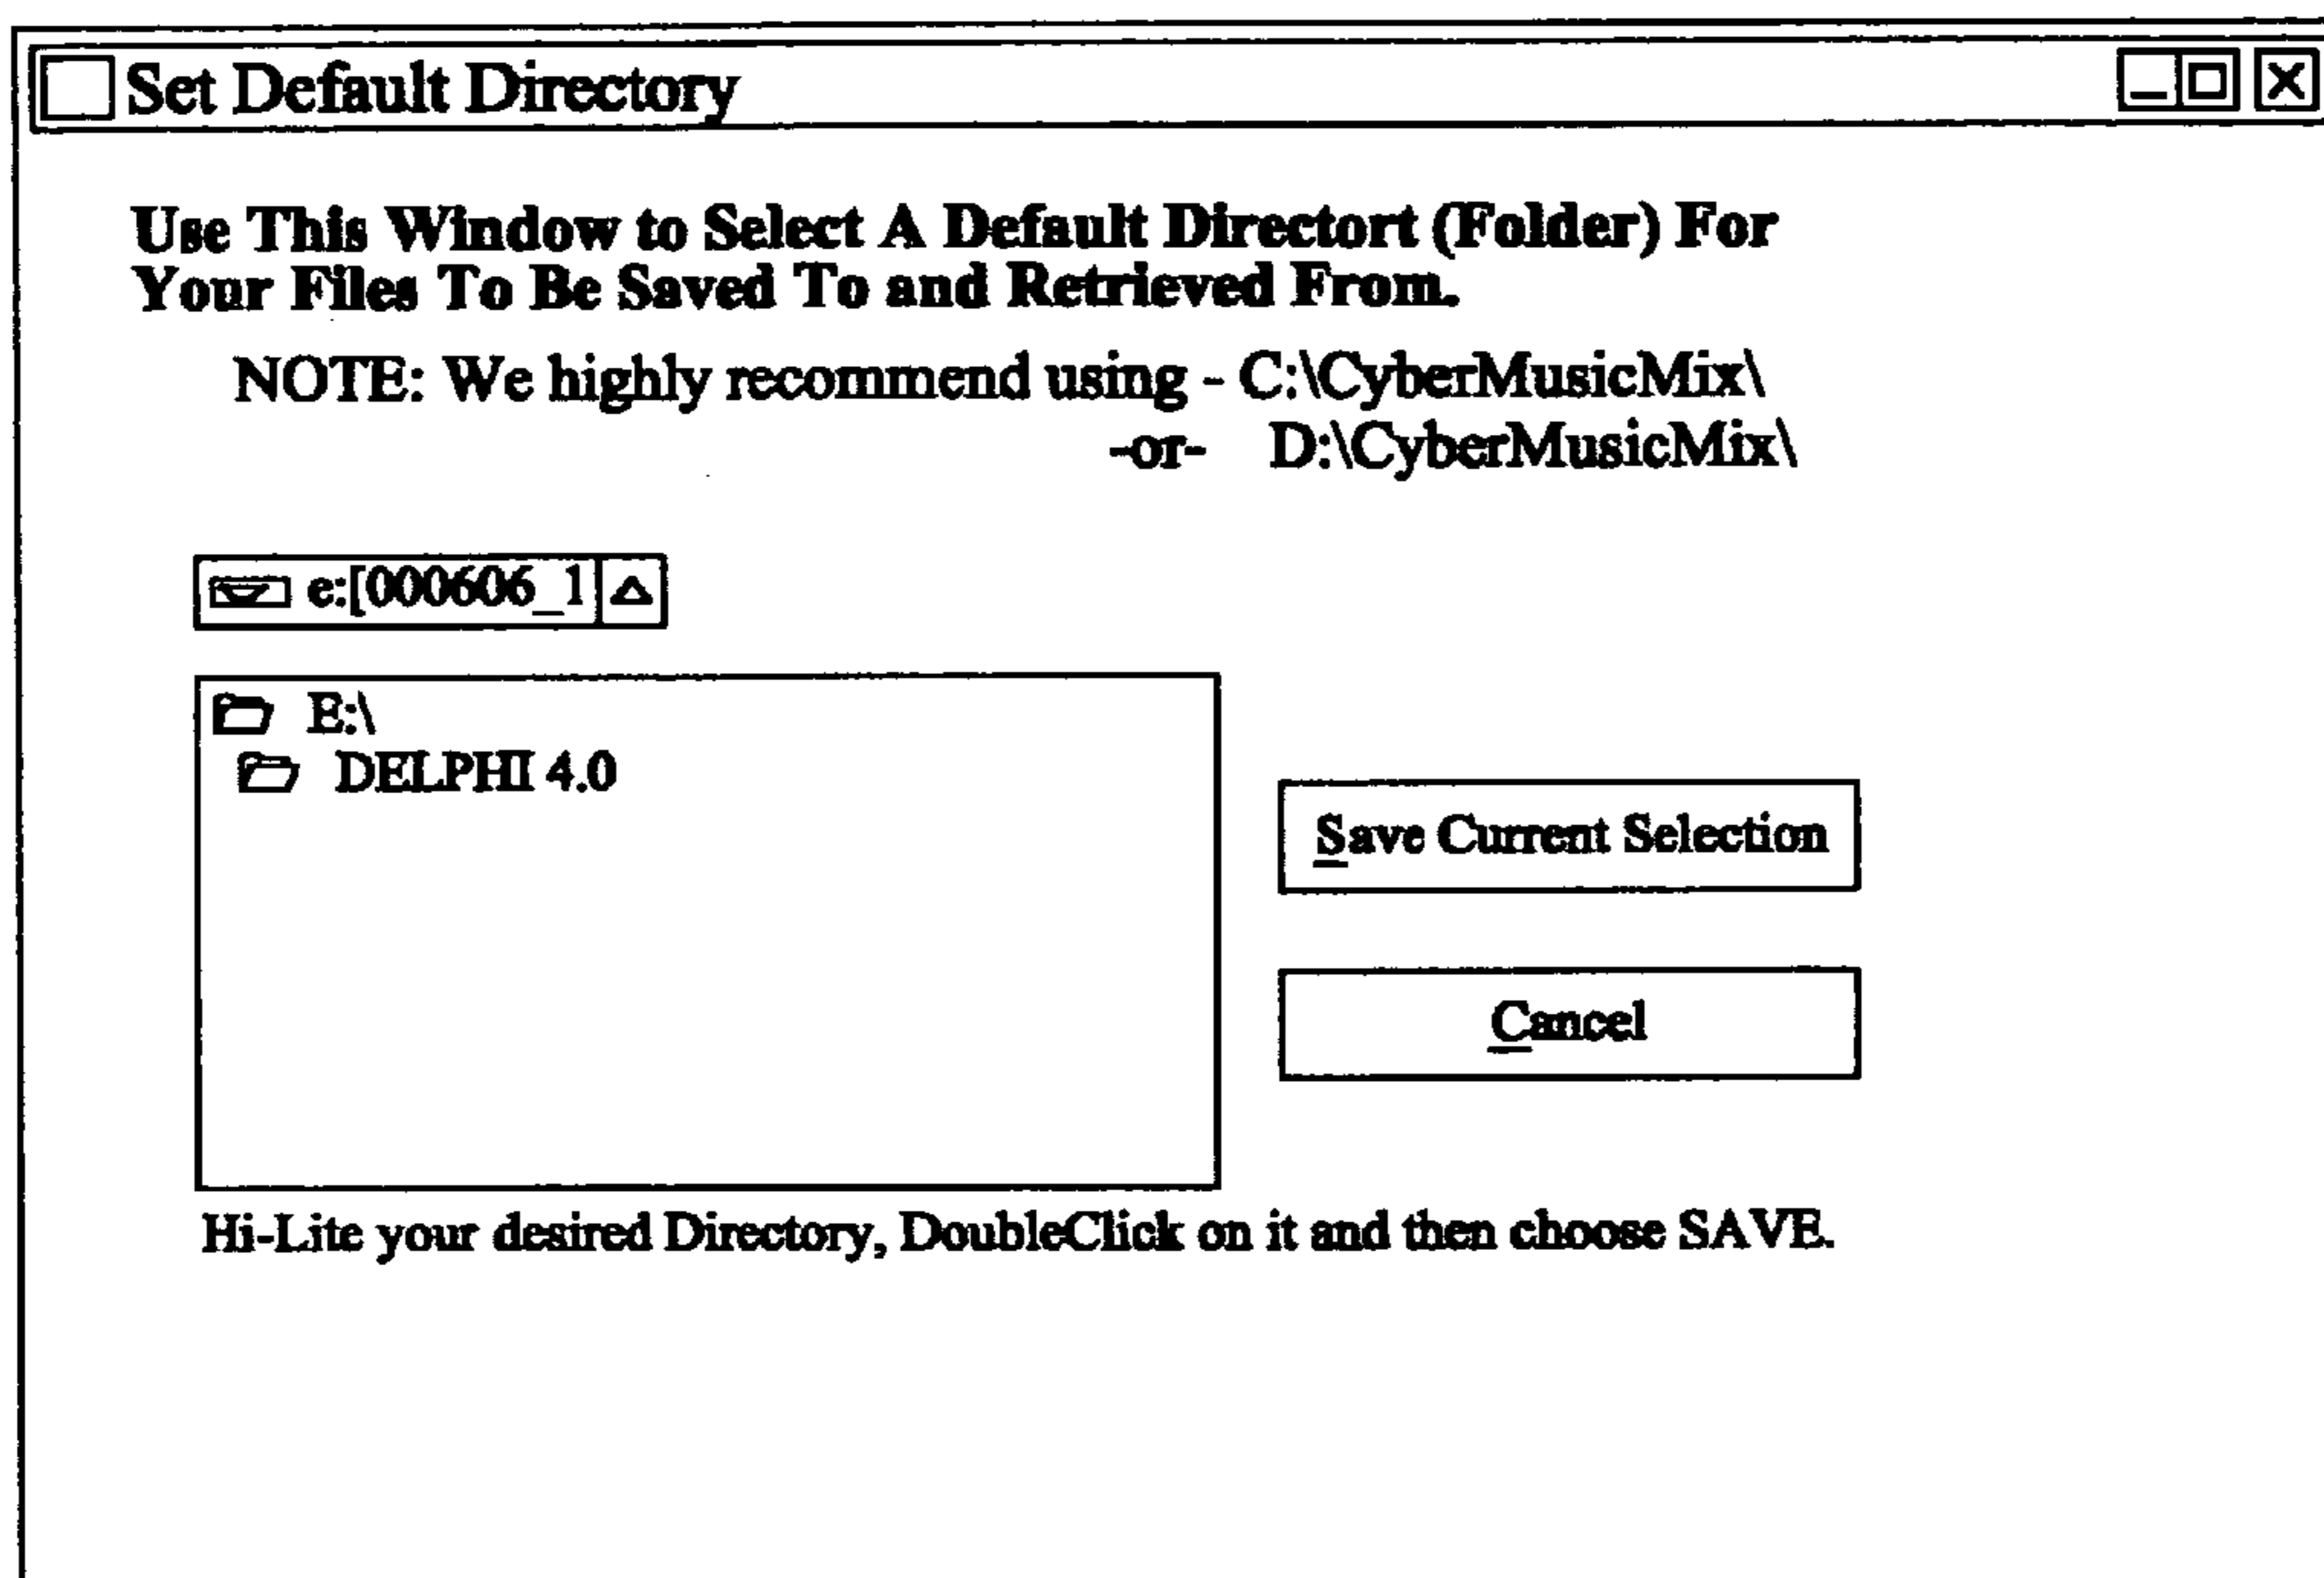 Set Default Directory
Use This Window to Select A Default Directort (Folder) For
Your Files To Be Saved To and Retrieved From.
NOTE: We highly recommend using - C:\CyberMusicMix\
-or- D:\CyberMusicMix\
e:[000606_1
E:\
DELPHI 4.0
Save Current Selection
Cancel
Hi-Lite your desired Directory, DoubleClick on it and then choose SAVE.